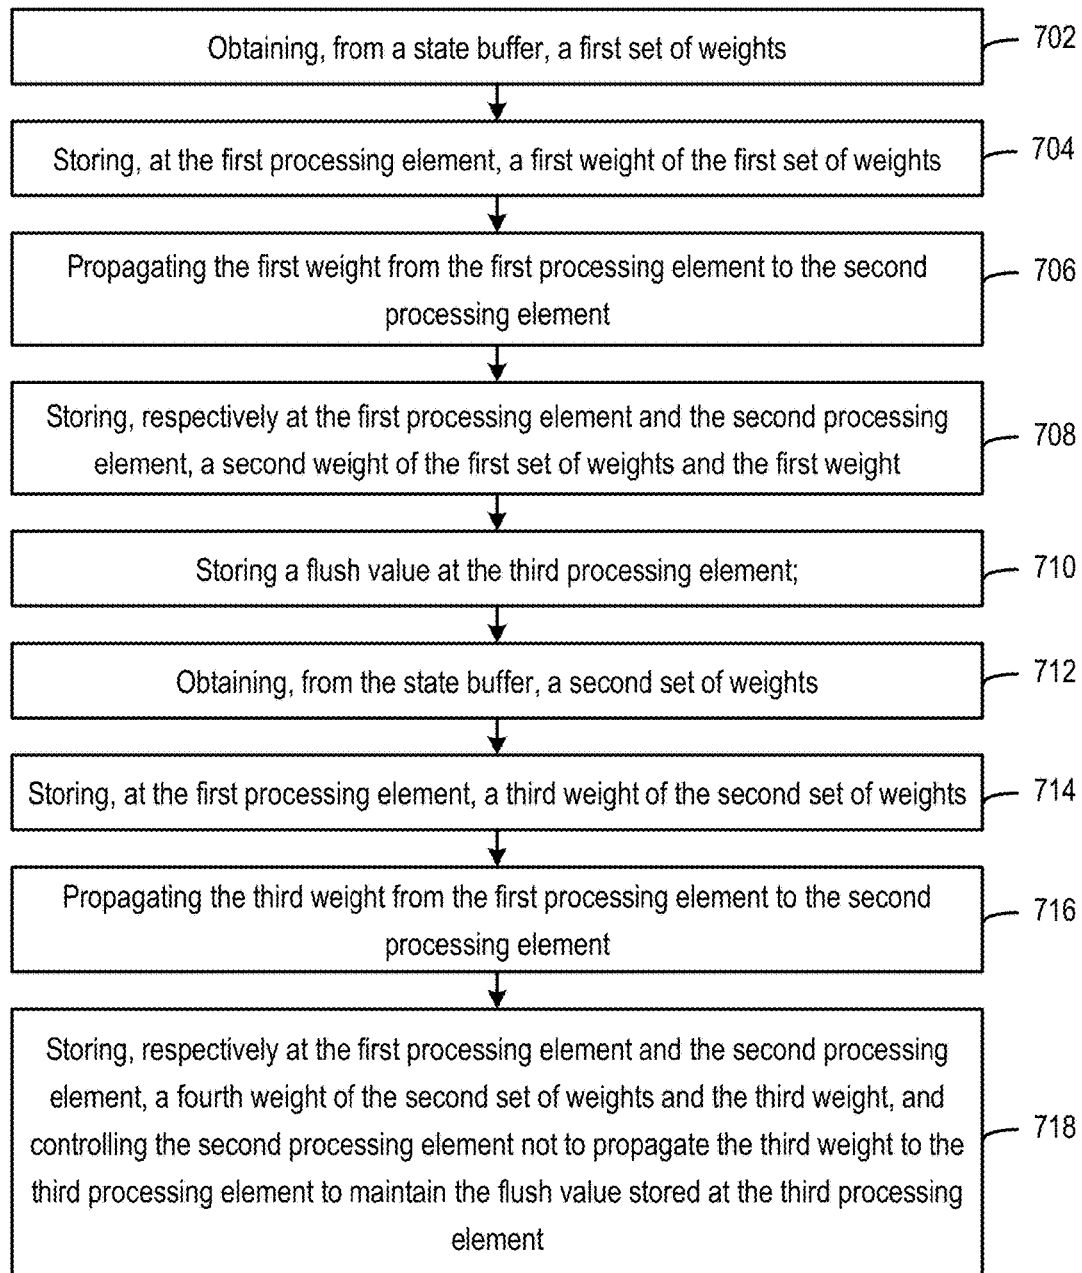 Obtaining, from a state buffer, a first set of weights
702
Storing, at the first processing element, a first weight of the first set of weights
704
Propagating the first weight from the first processing element to the second
processing element
706
Storing, respectively at the first processing element and the second processing
element, a second weight of the first set of weights and the first weight
708
Storing a flush value at the third processing element;
710
Obtaining, from the state buffer, a second set of weights
712
Storing, at the first processing element, a third weight of the second set of weights
714
Propagating the third weight from the first processing element to the second
processing element
716
Storing, respectively at the first processing element and the second processing
element, a fourth weight of the second set of weights and the third weight, and
controlling the second processing element not to propagate the third weight to the
third processing element to maintain the flush value stored at the third processing
element
718